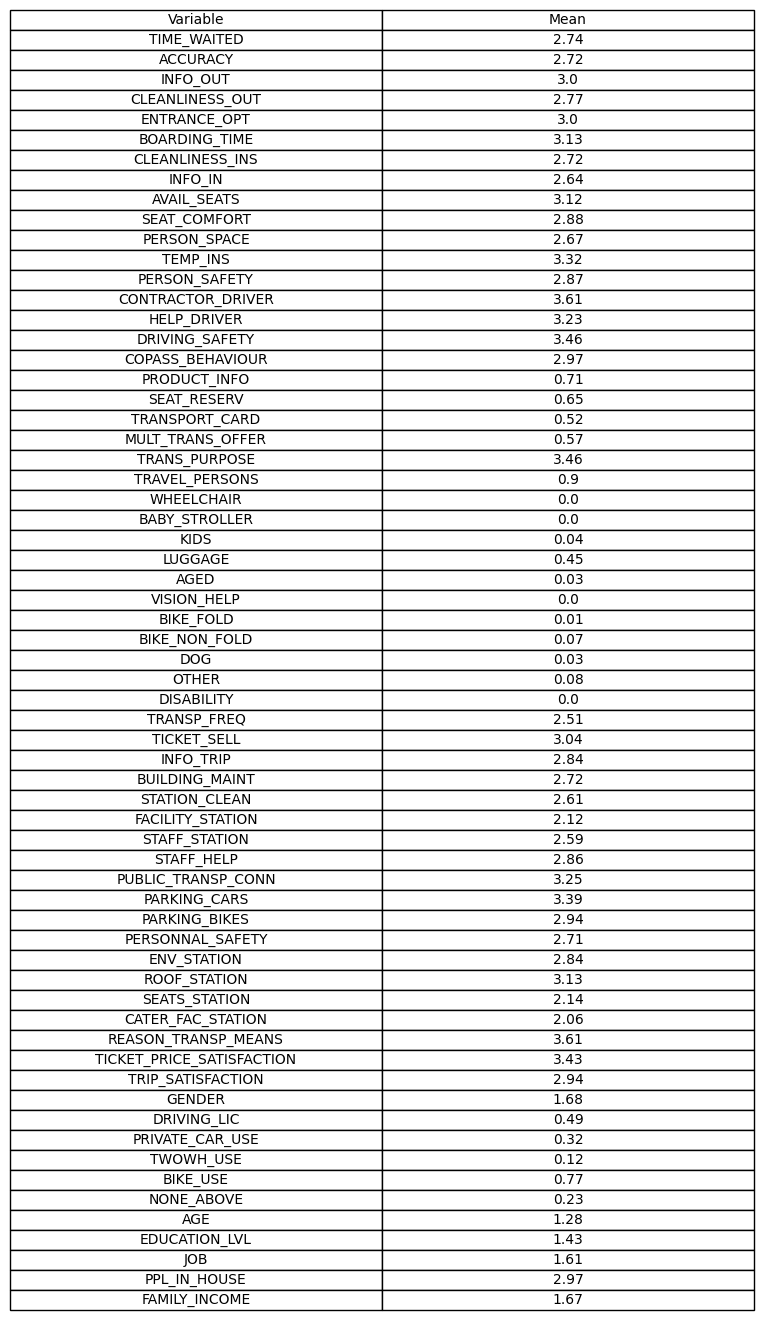 Variable Mean
TIME_WAITED 2.74
ACCURACY 2.72
INFO_OUT 3.0
CLEANLINESS_OUT 2.77
ENTRANCE_OPT 3.0
BOARDING_TIME 3.13
CLEANLINESS_INS 2.72
INFO_IN 2.64
AVAIL_SEATS 3.12
SEAT_COMFORT 2.88
PERSON_SPACE 2.67
TEMP_INS 3.32
PERSON_SAFETY 2.87
CONTRACTOR_DRIVER 3.61
HELP_DRIVER 3.23
DRIVING_SAFETY 3.46
COPASS_BEHAVIOUR 2.97
PRODUCT_INFO 0.71
SEAT_RESERV 0.65
TRANSPORT_CARD 0.52
MULT_TRANS_OFFER 0.57
TRANS_PURPOSE 3.46
TRAVEL_PERSONS 0.9
WHEELCHAIR 0.0
BABY_STROLLER 0.0
KIDS 0.04
LUGGAGE 0.45
AGED 0.03
VISION_HELP 0.0
BIKE_FOLD 0.01
BIKE_NON_FOLD 0.07
DOG 0.03
OTHER 0.08
DISABILITY 0.0
TRANSP_FREQ 2.51
TICKET_SELL 3.04
INFO_TRIP 2.84
BUILDING_MAINT 2.72
STATION_CLEAN 2.61
FACILITY_STATION 2.12
STAFF_STATION 2.59
STAFF_HELP 2.86
PUBLIC_TRANSP_CONN 3.25
PARKING_CARS 3.39
PARKING_BIKES 2.94
PERSONNAL_SAFETY 2.71
ENV_STATION 2.84
ROOF_STATION 3.13
SEATS_STATION 2.14
CATER_FAC_STATION 2.06
REASON_TRANSP_MEANS 3.61
TICKET_PRICE_SATISFACTION 3.43
TRIP_SATISFACTION 2.94
GENDER 1.68
DRIVING_LIC 0.49
PRIVATE_CAR_USE 0.32
TWOWH_USE 0.12
BIKE_USE 0.77
NONE_ABOVE 0.23
AGE 1.28
EDUCATION_LVL 1.43
JOB 1.61
PPL_IN_HOUSE 2.97
FAMILY_INCOME 1.67